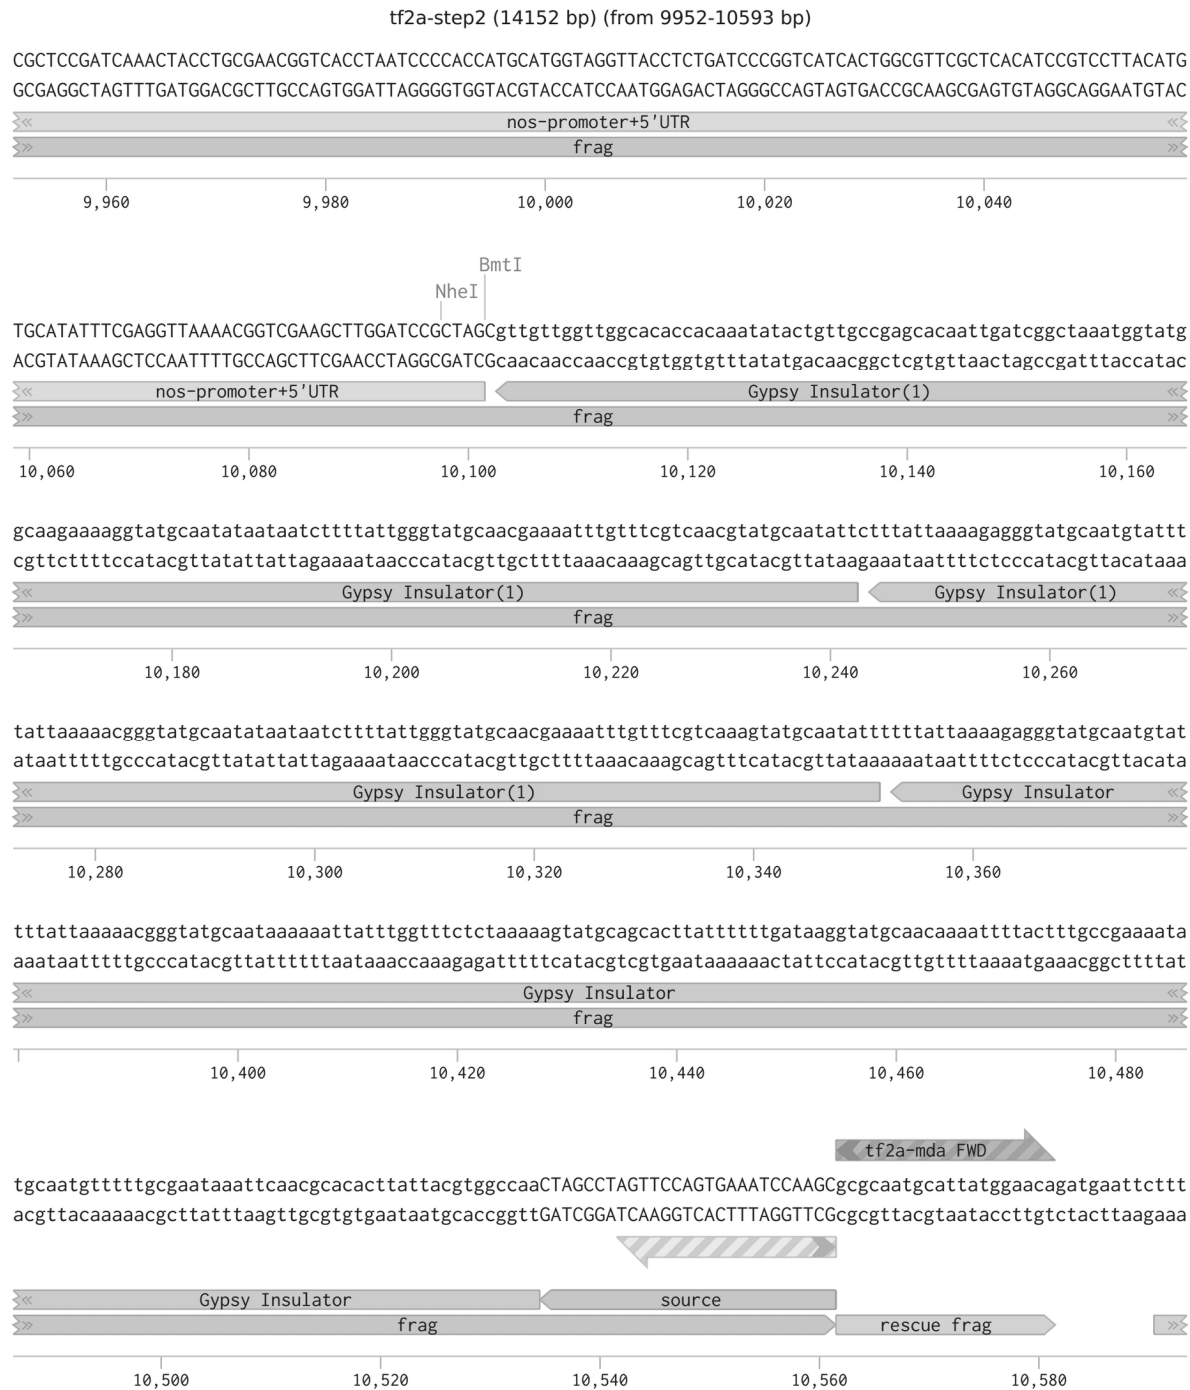 tf2a-step2 (14152 bp) (from 9952-10593 bp)
CGCTCCGATCAAACTACCTGCGAACGGTCACCTAATCCCCACCATGCATGGTAGGTTACCTCTGATCCCGGTCATCACTGGCGTTCGCTCACATCCGTCCTTACATG
GCGAGGCTAGTTTGATGGACGCTTGCCAGTGGATTAGGGGTGGTACGTACCATCCAATGGAGACTAGGGCCAGTAGTGACCGCAAGCGAGTGTAGGCAGGAATGTAC
nos-promoter+5'UTR
frag
9,960 9,980 10,000 10,020 10,040
BmtI
NheI
TGCATATTTCGAGGTTAAAACGGTCGAAGCTTGGATCCGCTAGCgttgttggttggcacaccacaaatatactgttgccgagcacaattgatcggctaaatggtatg
ACGTATAAAGCTCCAATTTTGCCAGCTTCGAACCTAGGCGATCGcaacaaccaaccgtgtggtgtttatatgacaacggctcgtgttaactagccgatttaccatac
nos-promoter+5'UTR Gypsy Insulator(1)
frag
10,060 10,080 10,100 10,120 10,140 10,160
gcaagaaaaggtatgcaatataataatcttttattgggtatgcaacgaaaatttgtttcgtcaacgtatgcaatattctttattaaaagagggtatgcaatgtattt
cgttcttttccatacgttatattattagaaaataacccatacgttgcttttaaacaaagcagttgcatacgttataagaaataattttctcccatacgttacataaa
Gypsy Insulator(1) Gypsy Insulator(1)
frag
10,180 10,200 10,220 10,240 10,260
tattaaaaacgggtatgcaatataataatcttttattgggtatgcaacgaaaatttgtttcgtcaaagtatgcaatattttttattaaaagagggtatgcaatgtat
ataatttttgcccatacgttatattattagaaaataacccatacgttgcttttaaacaaagcagtttcatacgttataaaaaataattttctcccatacgttacata
Gypsy Insulator(1) Gypsy Insulator
frag
10,280 10,300 10,320 10,340 10,360
tttattaaaaacgggtatgcaataaaaaattatttggtttctctaaaaagtatgcagcacttattttttgataaggtatgcaacaaaattttactttgccgaaaata
aaataatttttgcccatacgttattttttaataaaccaaagagatttttcatacgtcgtgaataaaaaactattccatacgttgttttaaaatgaaacggcttttat
Gypsy Insulator
frag
10,400 10,420 10,440 10,460 10,480
tf2a-mda FWD
tgcaatgtttttgcgaataaattcaacgcacacttattacgtggccaaCTAGCCTAGTTCCAGTGAAATCCAAGCgcgcaatgcattatggaacagatgaattcttt
acgttacaaaaacgcttatttaagttgcgtgtgaataatgcaccggttGATCGGATCAAGGTCACTTTAGGTTCGcgcgttacgtaataccttgtctacttaagaaa
Gypsy Insulator source
frag rescue frag
10,500 10,520 10,540 10,560 10,580